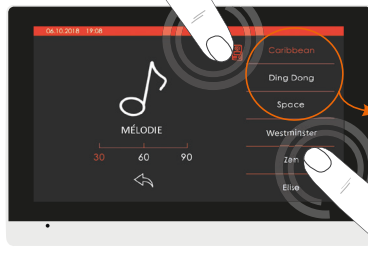 06.10.2018 19:08
Caribbean
Ding Dong
Space
MÉLODIE
Westminster
30 60 90
Zen
Elise